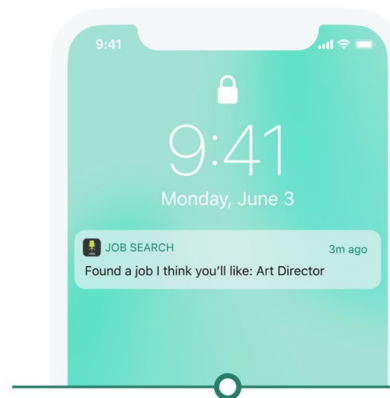 9:41
9:41
Monday, June 3
JOB SEARCH 3m ago
Found a job I think you'll like: Art Director